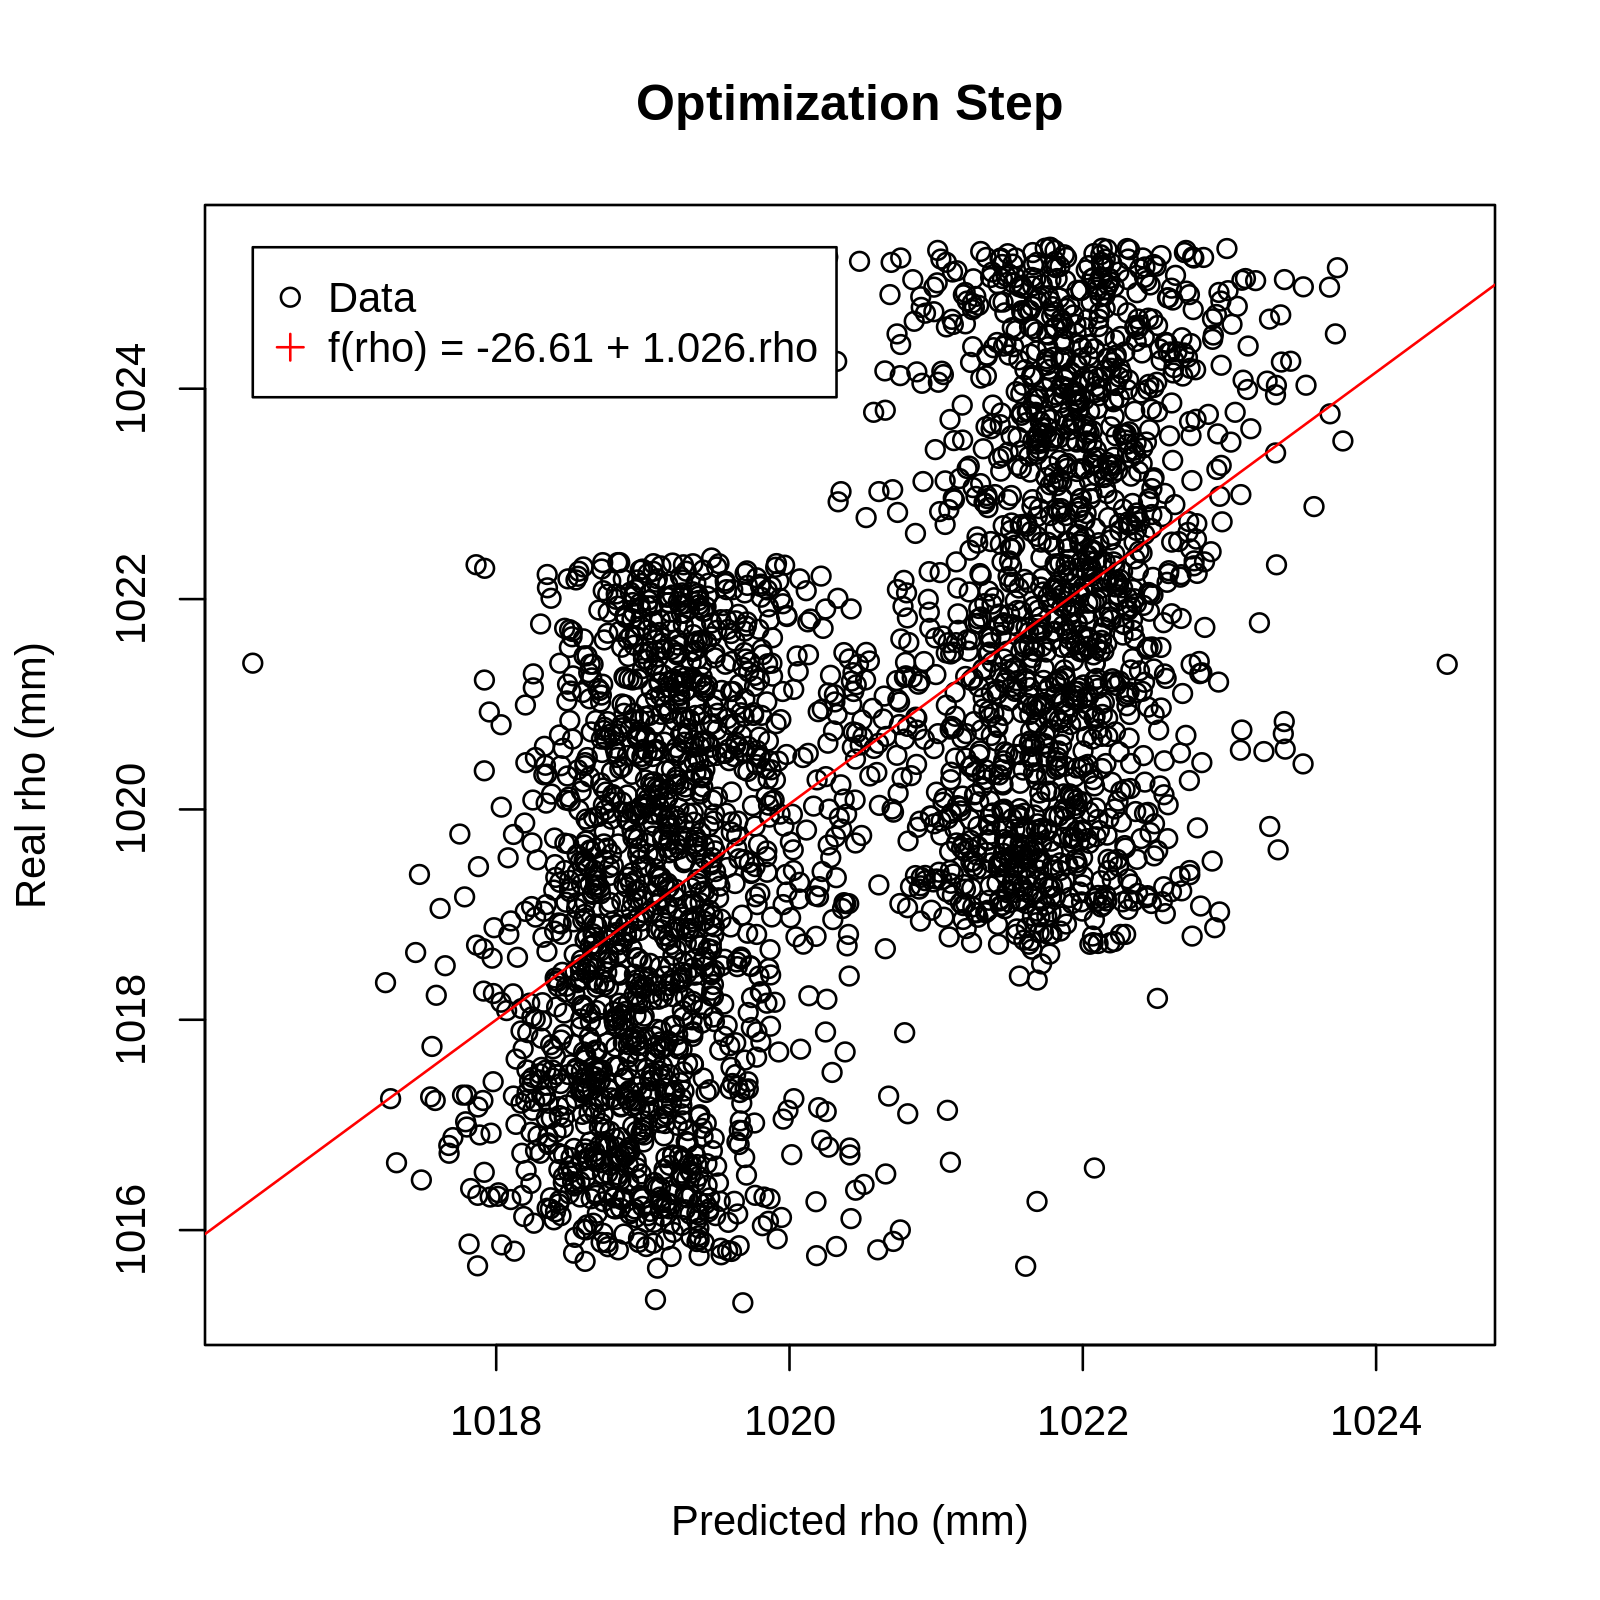 Optimization Step
Data
f(rho) = -26.61 + 1.026.rho
Real rho (mm)
1024
1022
1020
1018
1016
1018 1020 1022 1024
Predicted rho (mm)